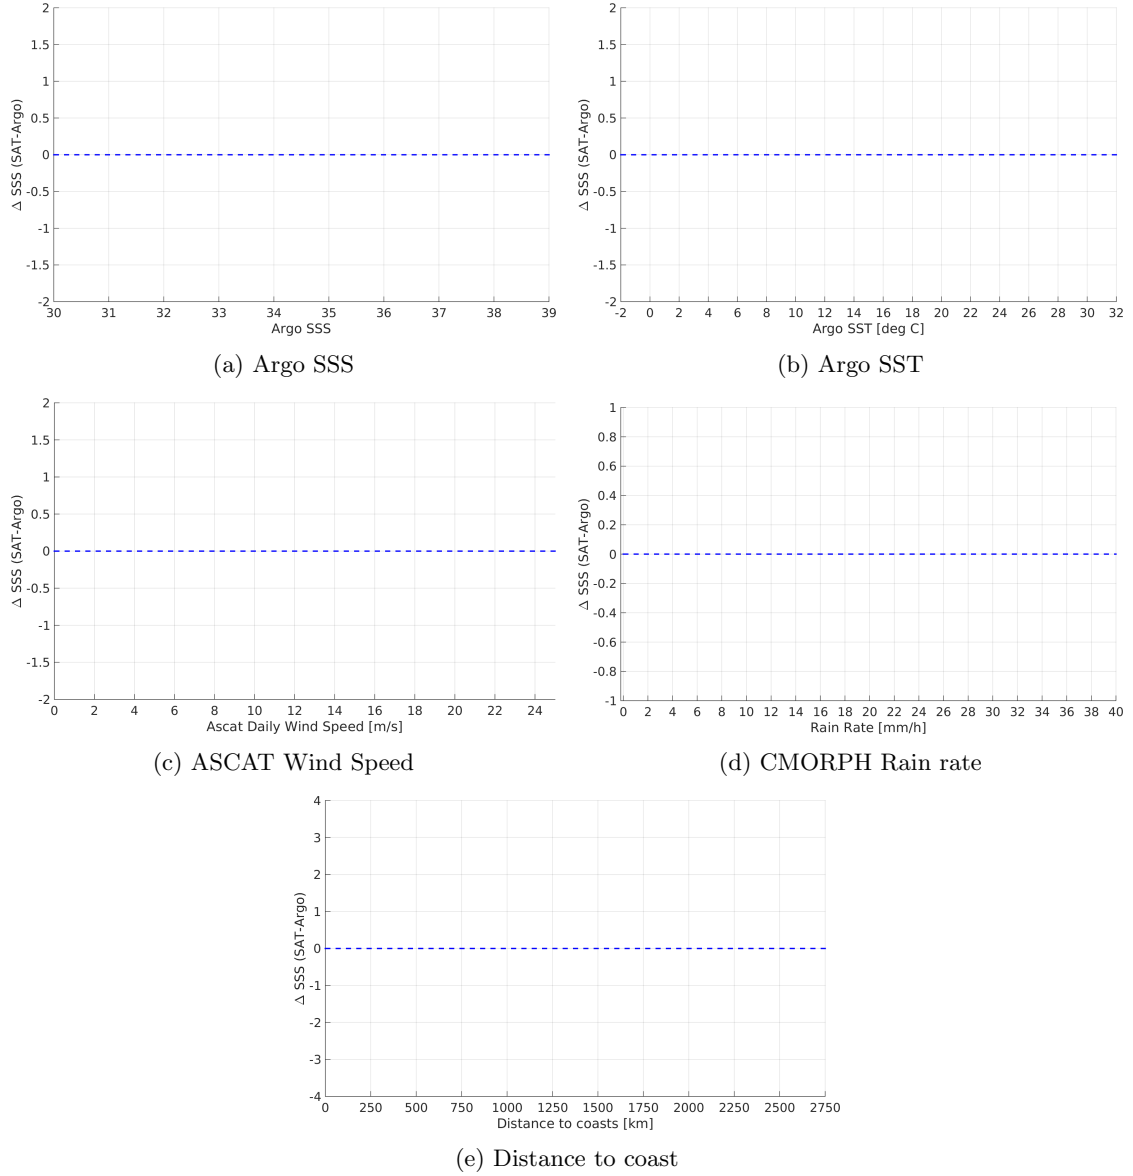 2
1.5
1
0.5
0
-0.5
-1
-1.5
-2
Δ SSS (SAT-Argo)
30 31 32 33 34 35 36 37 38 39
Argo SSS
(a) Argo SSS
2
1.5
1
0.5
0
-0.5
-1
-1.5
-2
Δ SSS (SAT-Argo)
-2 0 2 4 6 8 10 12 14 16 18 20 22 24 26 28 30 32
Argo SST [deg C]
(b) Argo SST
2
1.5
1
0.5
0
-0.5
-1
-1.5
-2
Δ SSS (SAT-Argo)
0 2 4 6 8 10 12 14 16 18 20 22 24
Ascat Daily Wind Speed [m/s]
(c) ASCAT Wind Speed
1
0.8
0.6
0.4
0.2
0
-0.2
-0.4
-0.6
-0.8
-1
Δ SSS (SAT-Argo)
0 2 4 6 8 10 12 14 16 18 20 22 24 26 28 30 32 34 36 38 40
Rain Rate [mm/h]
(d) CMORPH Rain rate
4
3
2
1
0
-1
-2
-3
-4
Δ SSS (SAT-Argo)
0 250 500 750 1000 1250 1500 1750 2000 2250 2500 2750
Distance to coasts [km]
(e) Distance to coast